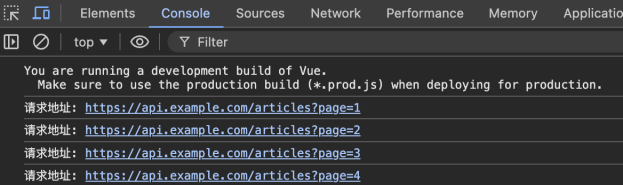 Elements Console Sources Network Performance Memory Applicatio
top Filter
You are running a development build of Vue.
Make sure to use the production build (*.prod.js) when deploying for production.
请求地址: https://api.example.com/articles?page=1
请求地址: https://api.example.com/articles?page=2
请求地址: https://api.example.com/articles?page=3
请求地址: https://api.example.com/articles?page=4